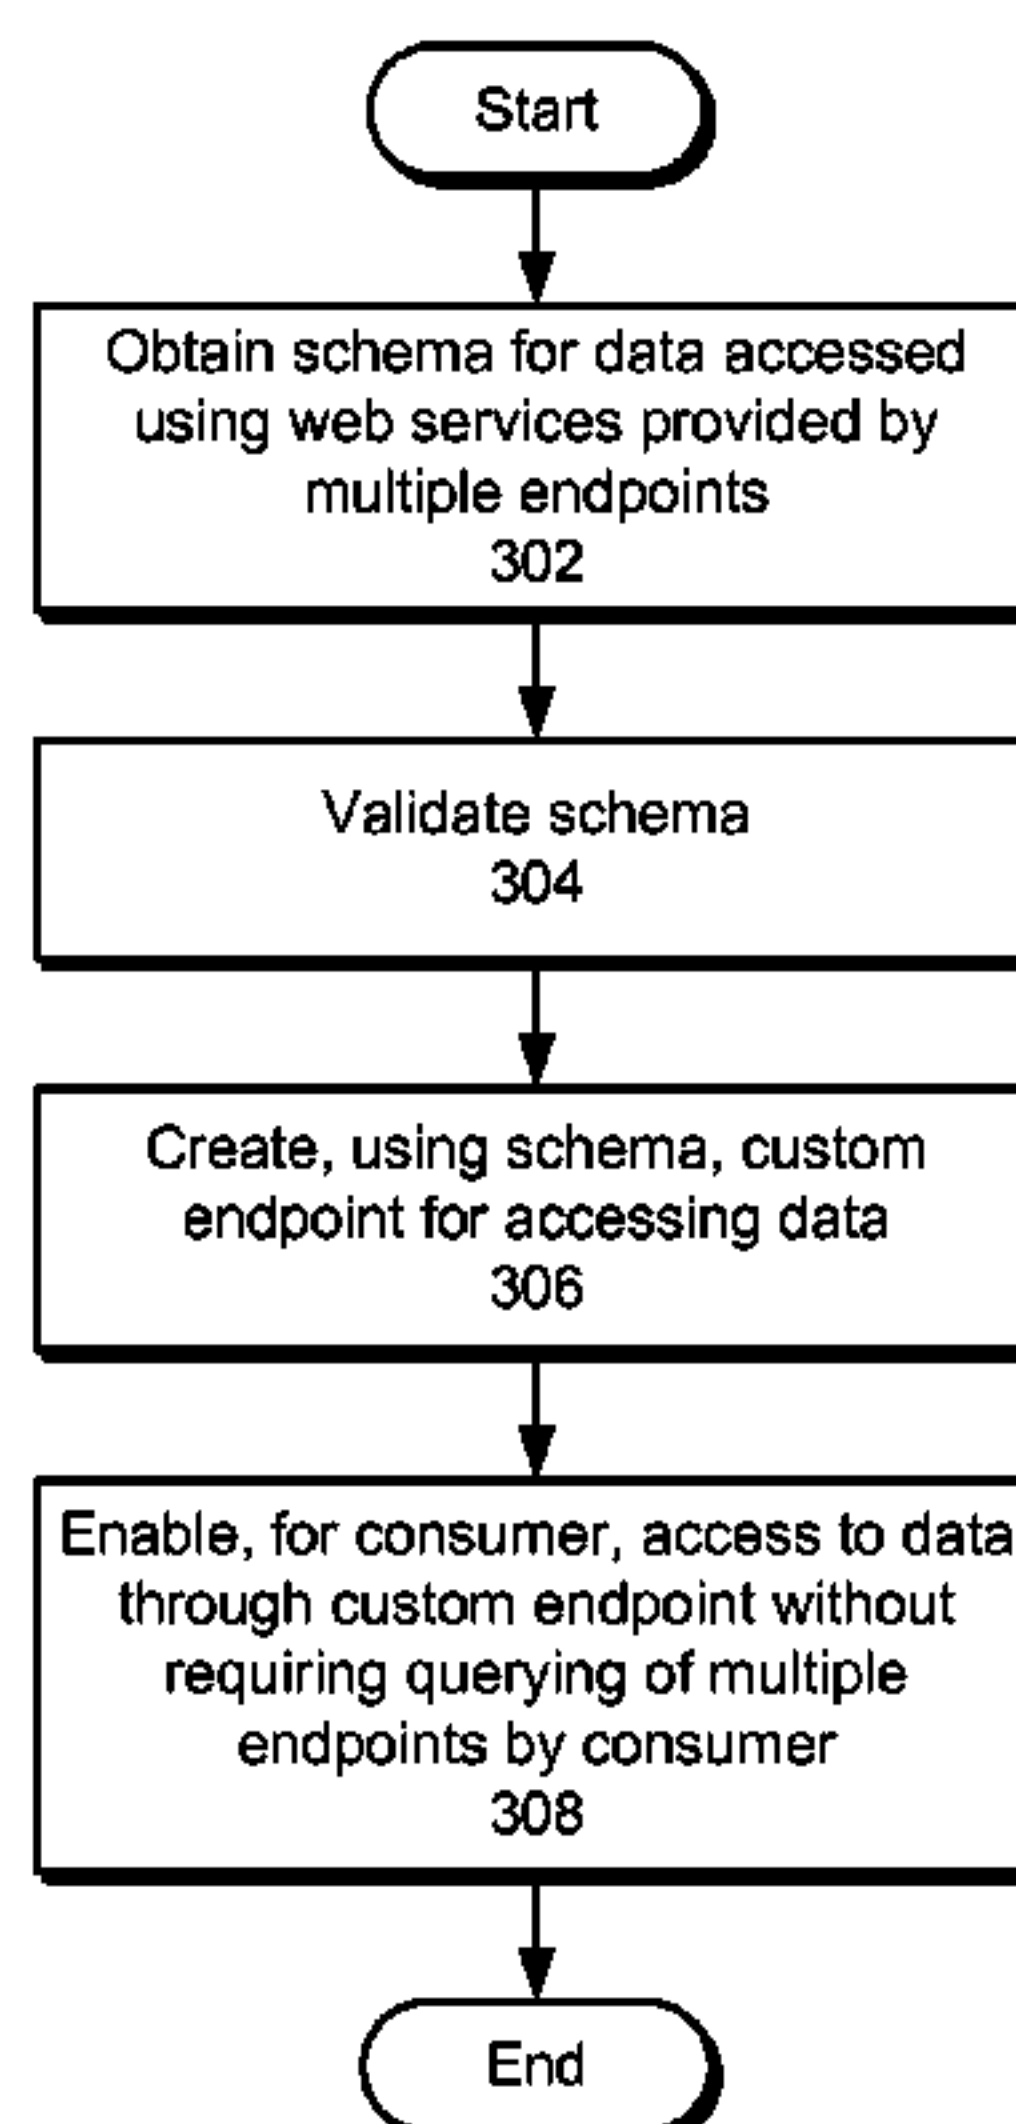 Start
Obtain schema for data accessed
using web services provided by
multiple endpoints
302
Validate schema
304
Create, using schema, custom
endpoint for accessing data
306
Enable, for consumer, access to data
through custom endpoint without
requiring querying of multiple
endpoints by consumer
308
End